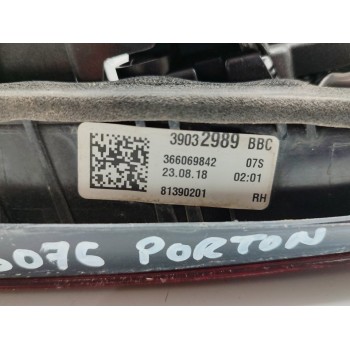 39032989 BBC
366069842 07S
23.08.18 02:01
81390201 RH
PORTON